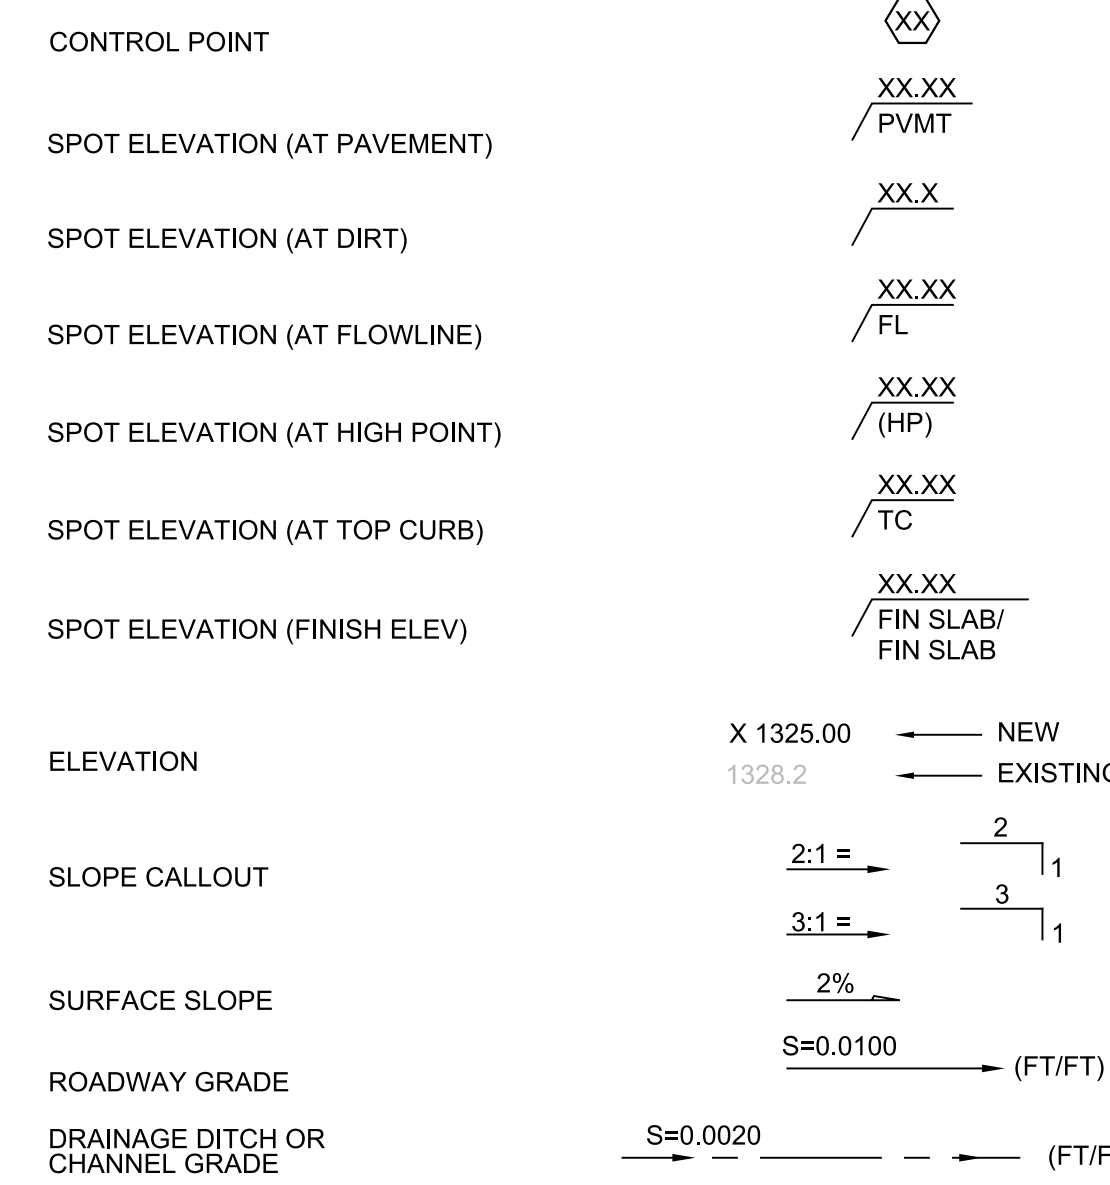 CONTROL POINT
XX
SPOT ELEVATION (AT PAVEMENT)
XX.XX
PVMT
SPOT ELEVATION (AT DIRT)
XX.X
SPOT ELEVATION (AT FLOWLINE)
XX.XX
FL
SPOT ELEVATION (AT HIGH POINT)
XX.XX
(HP)
SPOT ELEVATION (AT TOP CURB)
XX.XX
TC
SPOT ELEVATION (FINISH ELEV)
XX.XX
FIN SLAB/
FIN SLAB
ELEVATION
X 1325.00 NEW
1328.2 EXISTING
SLOPE CALLOUT
2:1 = 2 1
3:1 = 3 1
SURFACE SLOPE
2%
ROADWAY GRADE
S=0.0100 (FT/FT)
DRAINAGE DITCH OR
CHANNEL GRADE
S=0.0020 (FT/F